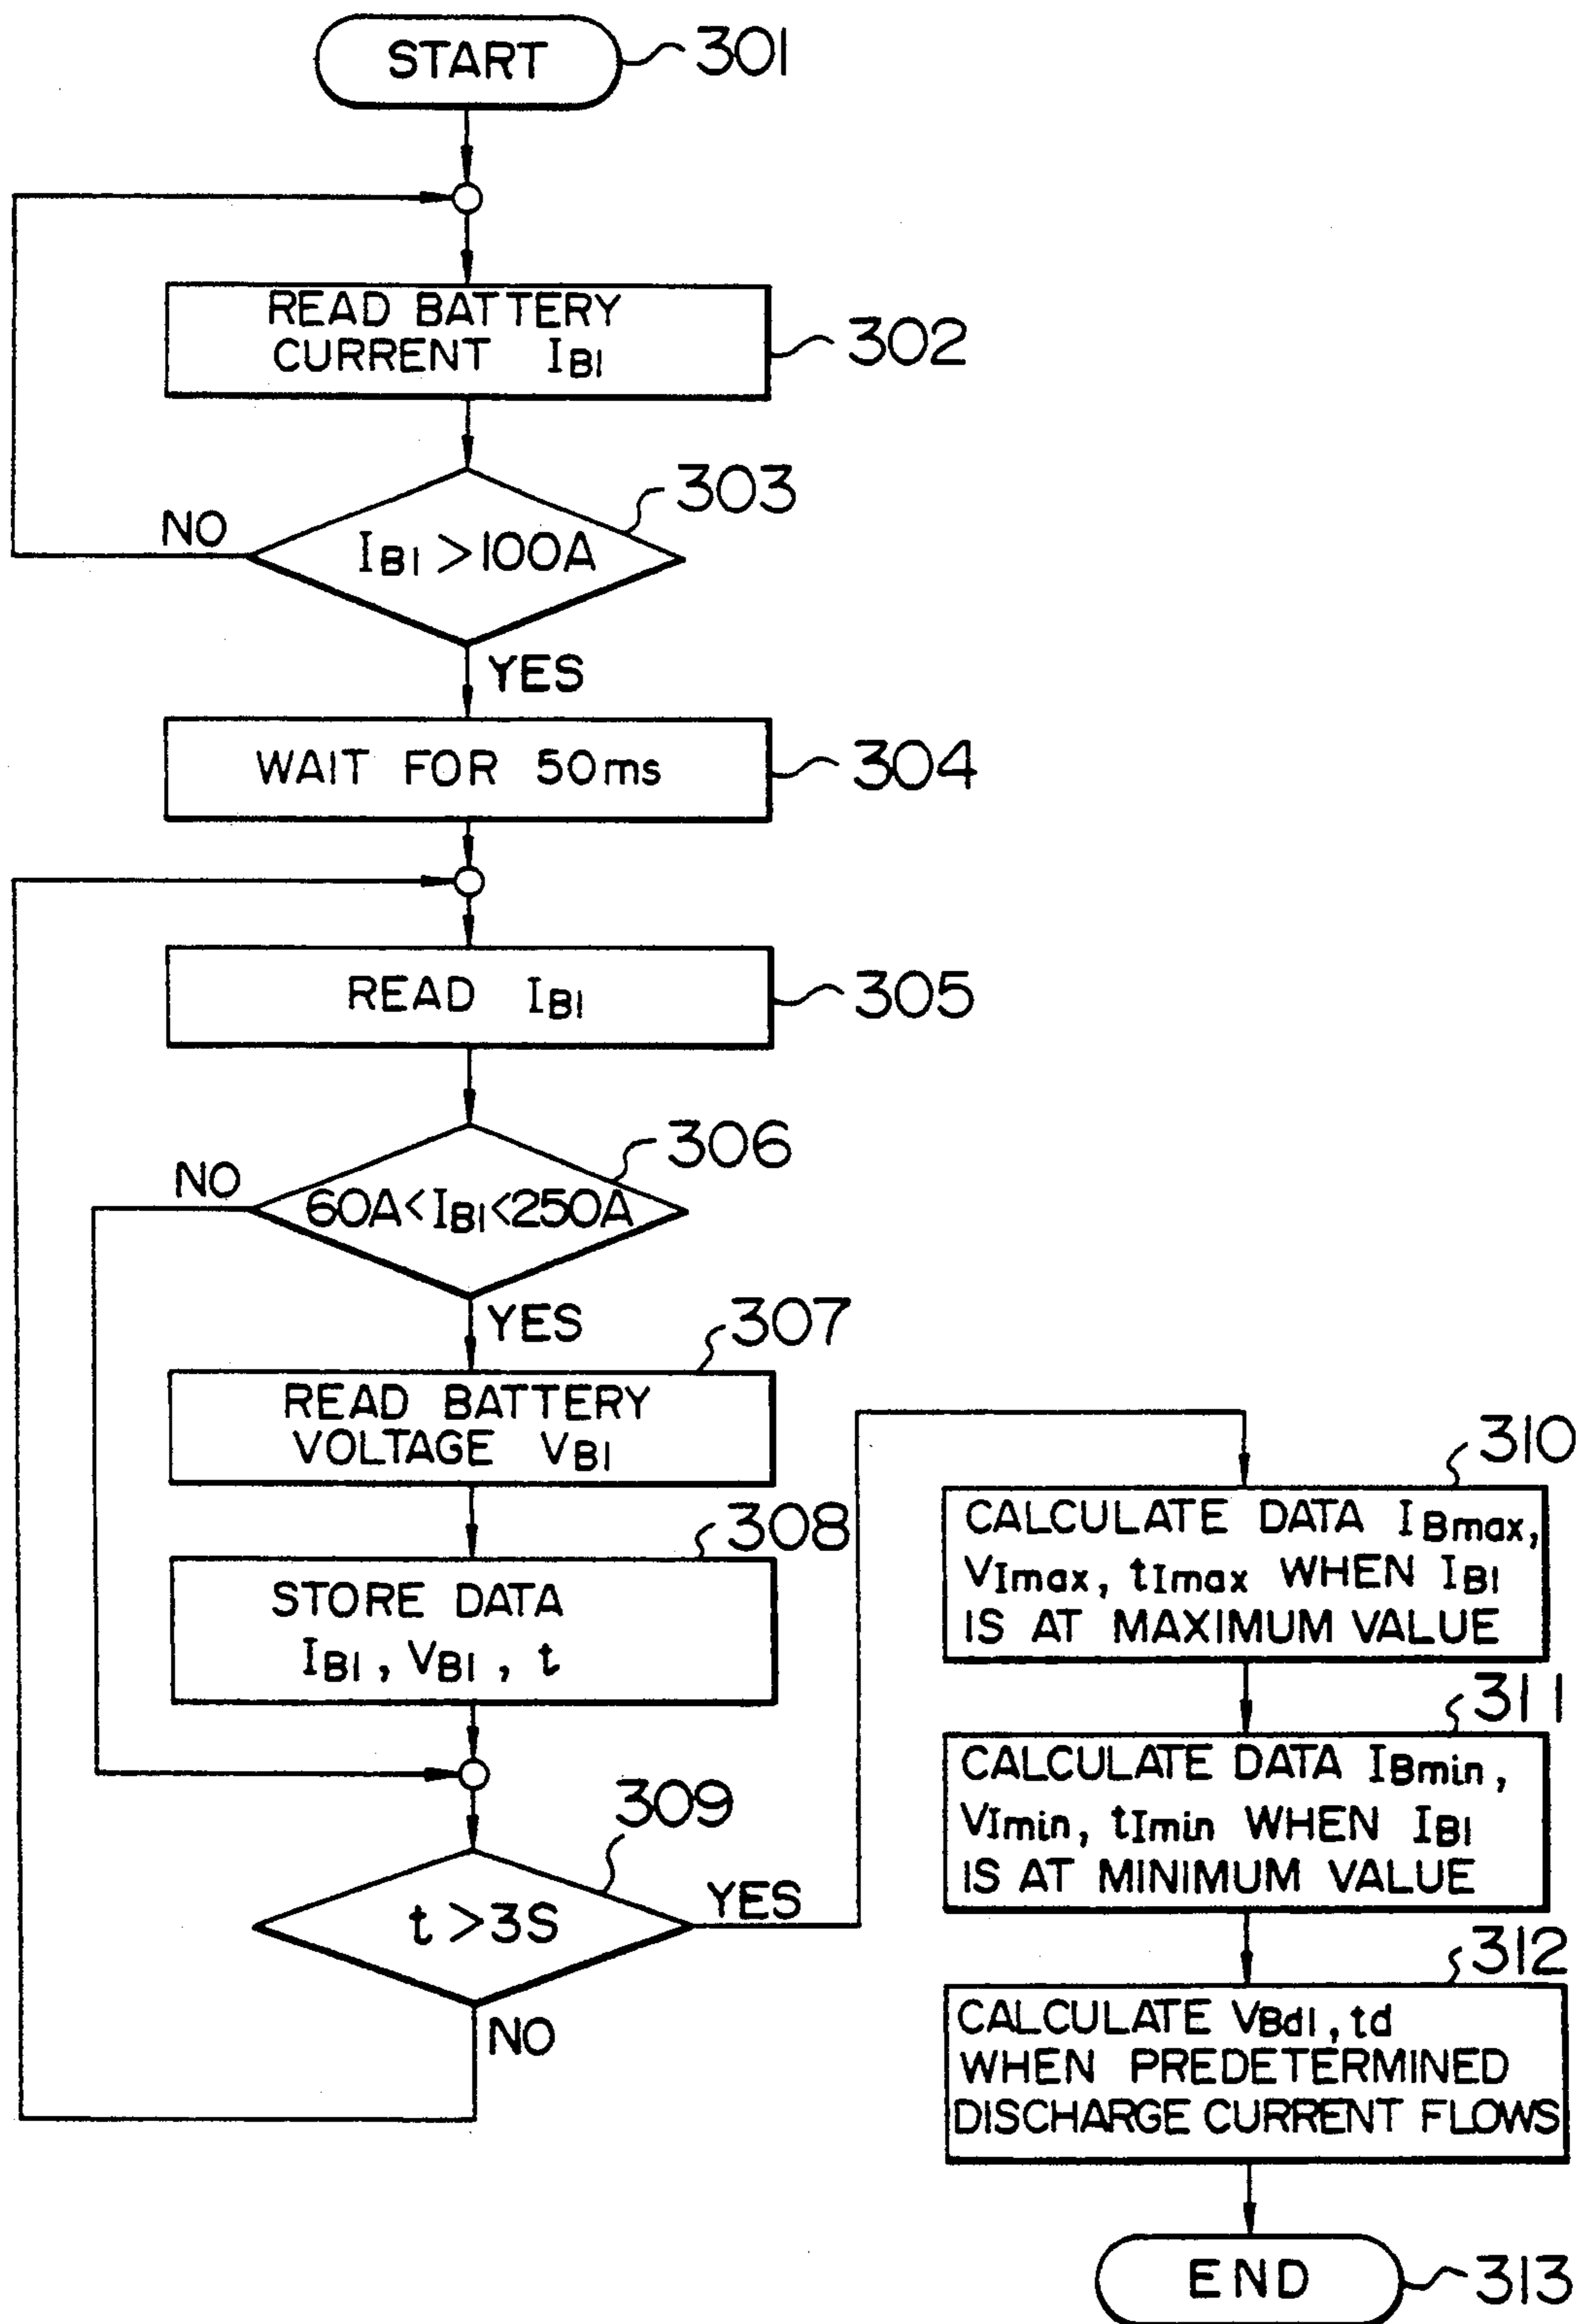 START
301
READ BATTERY
CURRENT IB1
302
303
IB1 >100A
NO
YES
WAIT FOR 50ms
304
READ IB1
305
306
NO
60A<IB1<250A
YES
307
READ BATTERY
VOLTAGE VB1
308
STORE DATA
IB1, VB1, t
309
t >3S
YES
NO
310
CALCULATE DATA IBmax,
VImax, tImax WHEN IB1
IS AT MAXIMUM VALUE
311
CALCULATE DATA IBmin,
VImin, tImin WHEN IB1
IS AT MINIMUM VALUE
312
CALCULATE VBd1, td
WHEN PREDETERMINED
DISCHARGE CURRENT FLOWS
END
313